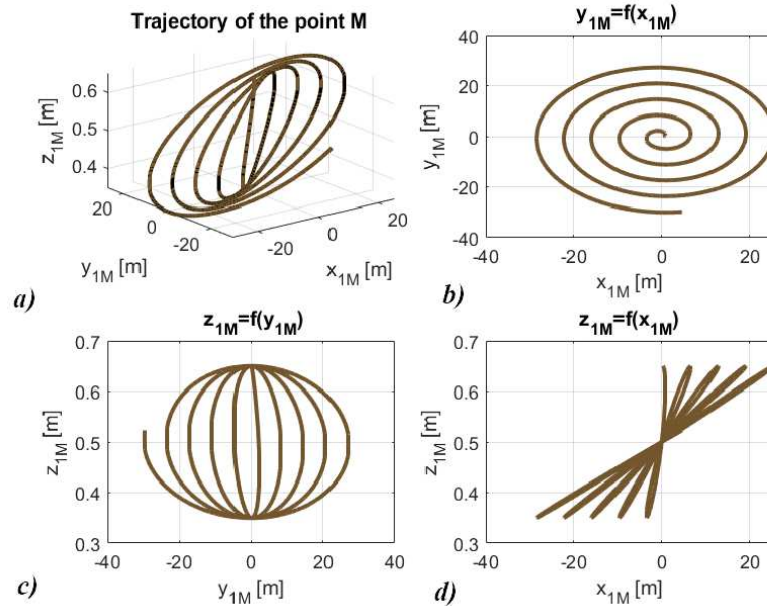 Trajectory of the point M
z1M [m]
0.6
0.5
0.4
20
0
-20
y1M [m]
-20
0
20
x1M [m]
a)
y1M=f(x1M)
y1M [m]
40
20
0
-20
-40
-40
-20
0
20
x1M [m]
b)
z1M=f(y1M)
z1M [m]
0.7
0.6
0.5
0.4
0.3
-40
-20
0
20
40
y1M [m]
c)
z1M=f(x1M)
z1M [m]
0.7
0.6
0.5
0.4
0.3
-40
-20
0
20
x1M [m]
d)